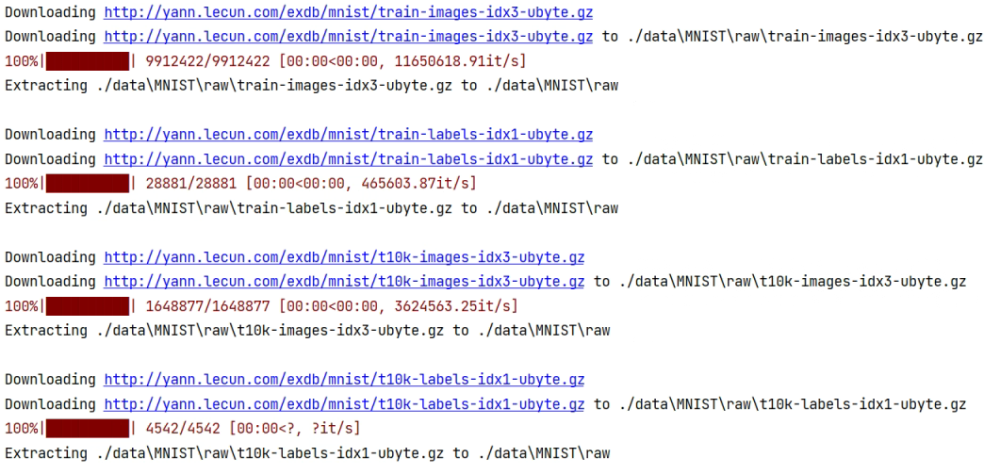 Downloading http://yann.lecun.com/exdb/mnist/train-images-idx3-ubyte.gz
Downloading http://yann.lecun.com/exdb/mnist/train-images-idx3-ubyte.gz to ./data\MNIST\raw\train-images-idx3-ubyte.gz
100%|██████████| 9912422/9912422 [00:00<00:00, 11650618.91it/s]
Extracting ./data\MNIST\raw\train-images-idx3-ubyte.gz to ./data\MNIST\raw
Downloading http://yann.lecun.com/exdb/mnist/train-labels-idx1-ubyte.gz
Downloading http://yann.lecun.com/exdb/mnist/train-labels-idx1-ubyte.gz to ./data\MNIST\raw\train-labels-idx1-ubyte.gz
100%|██████████| 28881/28881 [00:00<00:00, 465603.87it/s]
Extracting ./data\MNIST\raw\train-labels-idx1-ubyte.gz to ./data\MNIST\raw
Downloading http://yann.lecun.com/exdb/mnist/t10k-images-idx3-ubyte.gz
Downloading http://yann.lecun.com/exdb/mnist/t10k-images-idx3-ubyte.gz to ./data\MNIST\raw\t10k-images-idx3-ubyte.gz
100%|██████████| 1648877/1648877 [00:00<00:00, 3624563.25it/s]
Extracting ./data\MNIST\raw\t10k-images-idx3-ubyte.gz to ./data\MNIST\raw
Downloading http://yann.lecun.com/exdb/mnist/t10k-labels-idx1-ubyte.gz
Downloading http://yann.lecun.com/exdb/mnist/t10k-labels-idx1-ubyte.gz to ./data\MNIST\raw\t10k-labels-idx1-ubyte.gz
100%|██████████| 4542/4542 [00:00<?, ?it/s]
Extracting ./data\MNIST\raw\t10k-labels-idx1-ubyte.gz to ./data\MNIST\raw